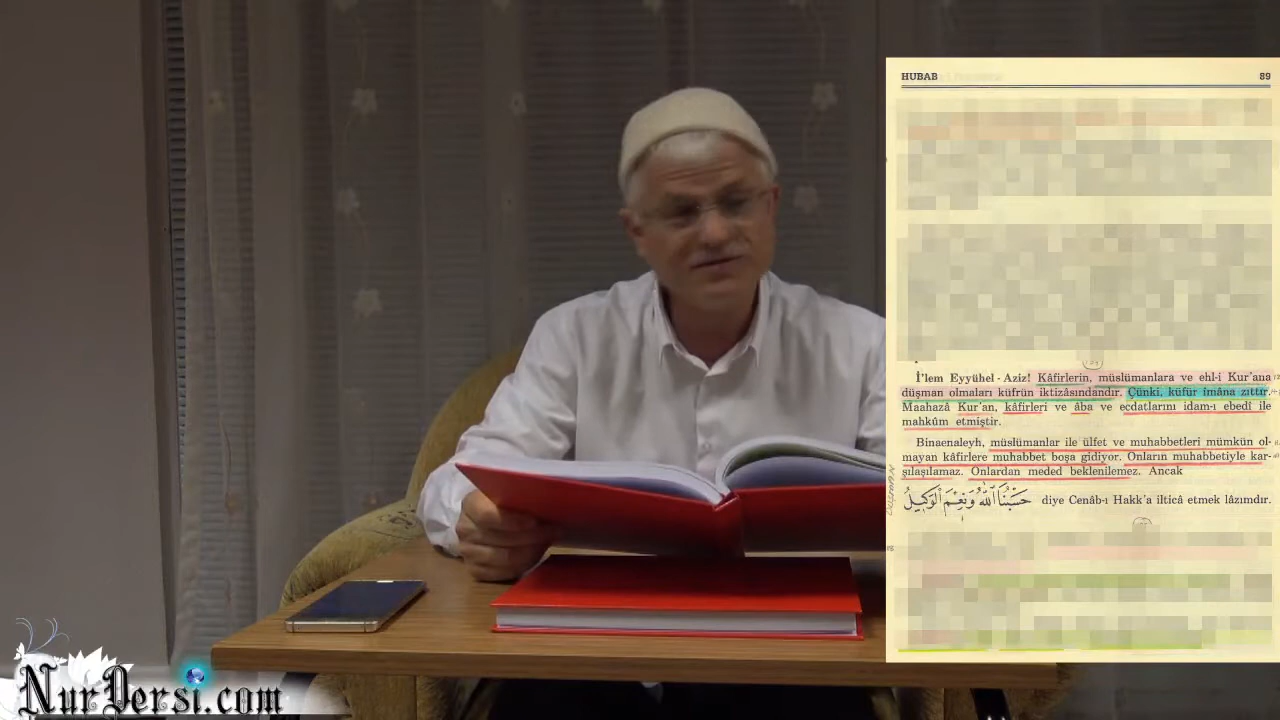 HUBAB 89
İ'lem Eyyühel - Aziz! Kâfirlerin, müslümanlara ve ehl-i Kur'ana
düşman olmaları küfrün iktizâsındandır. Çünki, küfür îmâna zıttır.
Maahazâ Kur'an, kâfirleri ve âba ve ecdatlarını idam-ı ebedî ile
mahkûm etmiştir.
Binaenaleyh, müslümanlar ile ülfet ve muhabbetleri mümkün ol-
mayan kâfirlere muhabbet boşa gidiyor. Onların muhabbetiyle kar-
şılaşılamaz. Onlardan meded beklenilemez. Ancak
حَسْبُنَا اللّٰهُ وَنِعْمَ الْوَكِيلُ diye Cenâb-ı Hakk'a ilticâ etmek lâzımdır.
NurDersi.com